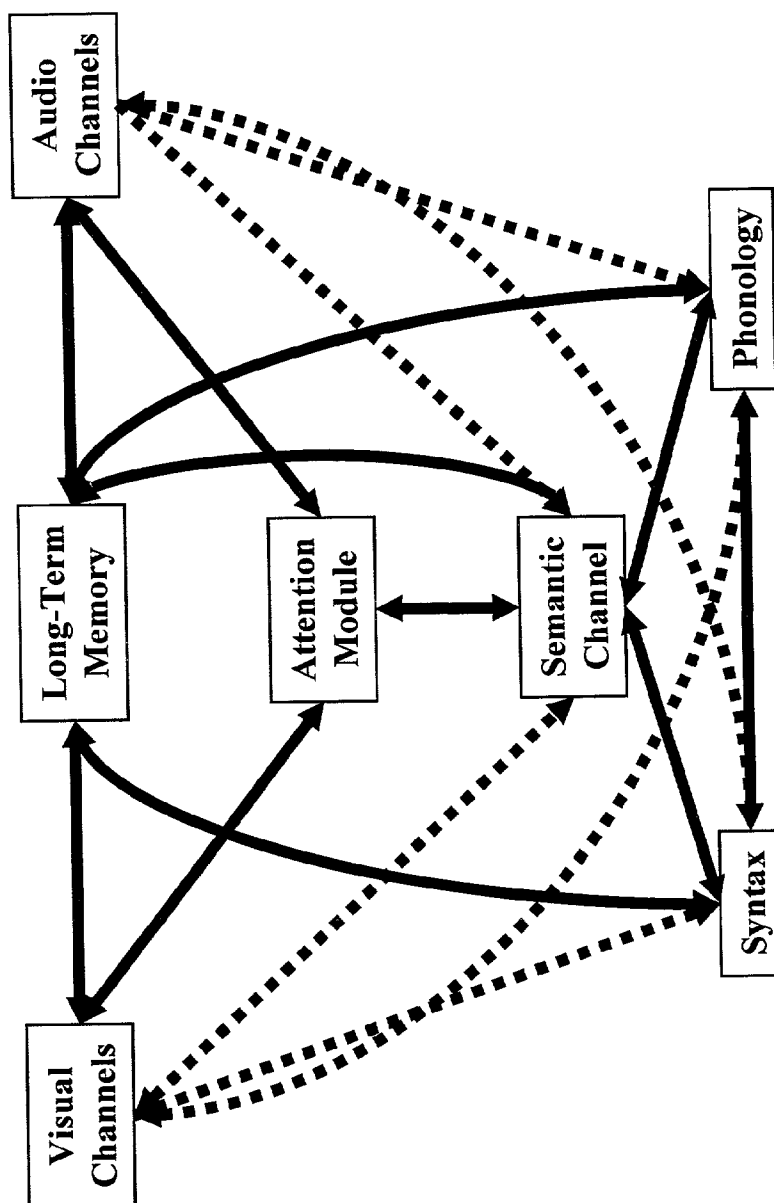 Visual
Channels
Long-Term
Memory
Audio
Channels
Attention
Module
Semantic
Channel
Syntax
Phonology